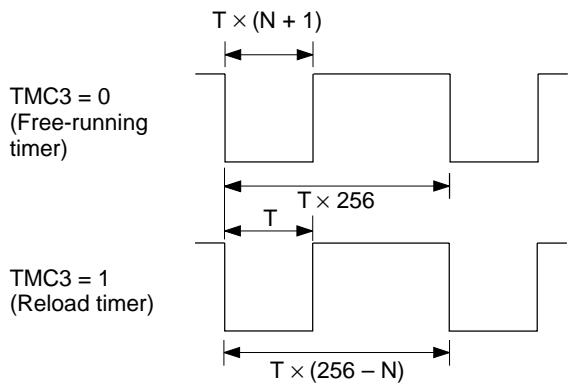 T × (N + 1)
TMC3 = 0
(Free-running
timer)
T × 256
T
TMC3 = 1
(Reload timer)
T × (256 – N)